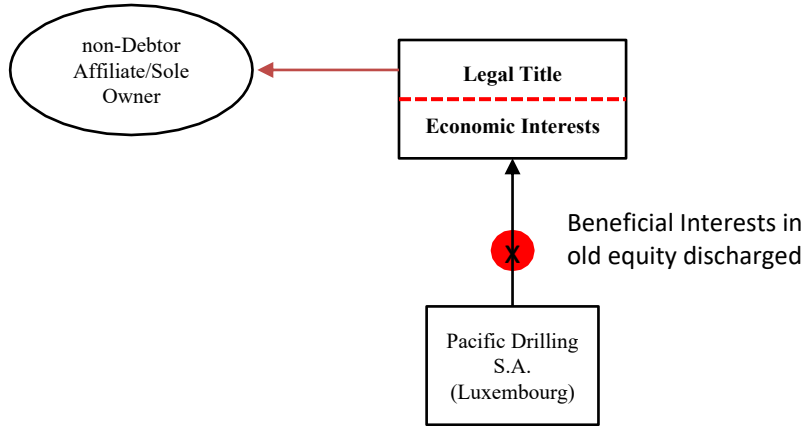 non-Debtor
Affiliate/Sole
Owner
Legal Title
Economic Interests
X
Beneficial Interests in
old equity discharged
Pacific Drilling
S.A.
(Luxembourg)